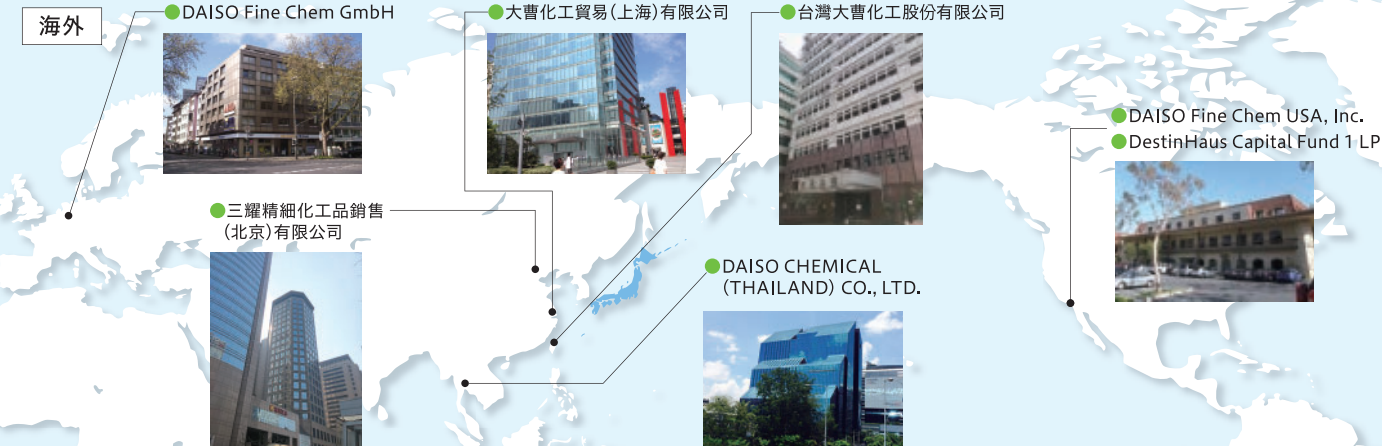 海外
●DAISO Fine Chem GmbH
●大曹化工貿易(上海)有限公司
●台灣大曹化工股份有限公司
●DAISO Fine Chem USA, Inc.
●DestinHaus Capital Fund 1 LP
●三耀精細化工品銷售
(北京)有限公司
●DAISO CHEMICAL
(THAILAND) CO., LTD.